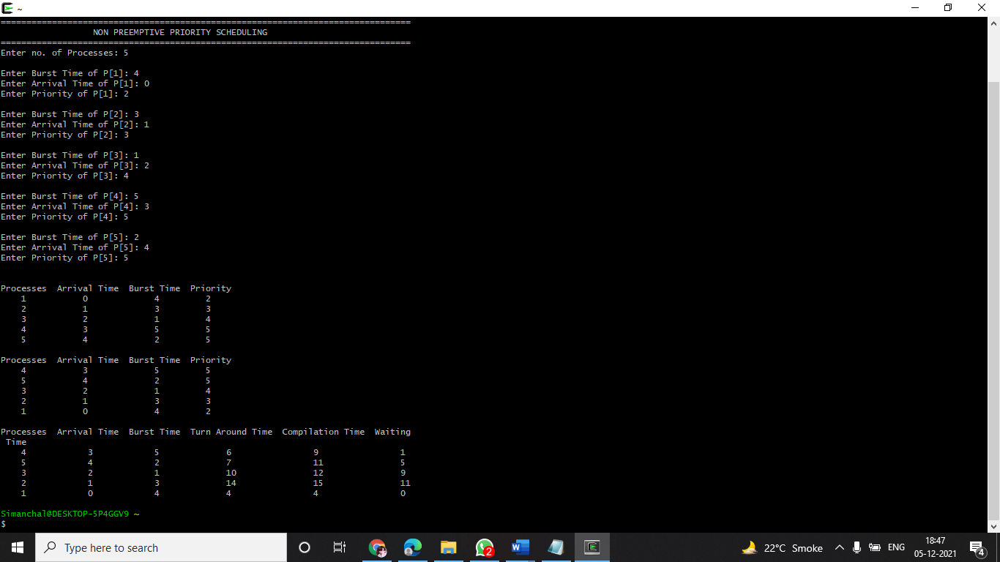 ~
================================================================================
NON PREEMPTIVE PRIORITY SCHEDULING
================================================================================
Enter no. of Processes: 5
Enter Burst Time of P[1]: 4
Enter Arrival Time of P[1]: 0
Enter Priority of P[1]: 2
Enter Burst Time of P[2]: 3
Enter Arrival Time of P[2]: 1
Enter Priority of P[2]: 3
Enter Burst Time of P[3]: 1
Enter Arrival Time of P[3]: 2
Enter Priority of P[3]: 4
Enter Burst Time of P[4]: 5
Enter Arrival Time of P[4]: 3
Enter Priority of P[4]: 5
Enter Burst Time of P[5]: 2
Enter Arrival Time of P[5]: 4
Enter Priority of P[5]: 5
Processes Arrival Time Burst Time Priority
1 0 4 2
2 1 3 3
3 2 1 4
4 3 5 5
5 4 2 5
Processes Arrival Time Burst Time Priority
4 3 5 5
5 4 2 5
3 2 1 4
2 1 3 3
1 0 4 2
Processes Arrival Time Burst Time Turn Around Time Compilation Time Waiting
Time
4 3 5 6 9 1
5 4 2 7 11 5
3 2 1 10 12 9
2 1 3 14 15 11
1 0 4 4 4 0
Simanchal@DESKTOP-5P4GGV9 ~
$
Type here to search
2
W
22°C Smoke
ENG
18:47
05-12-2021
4